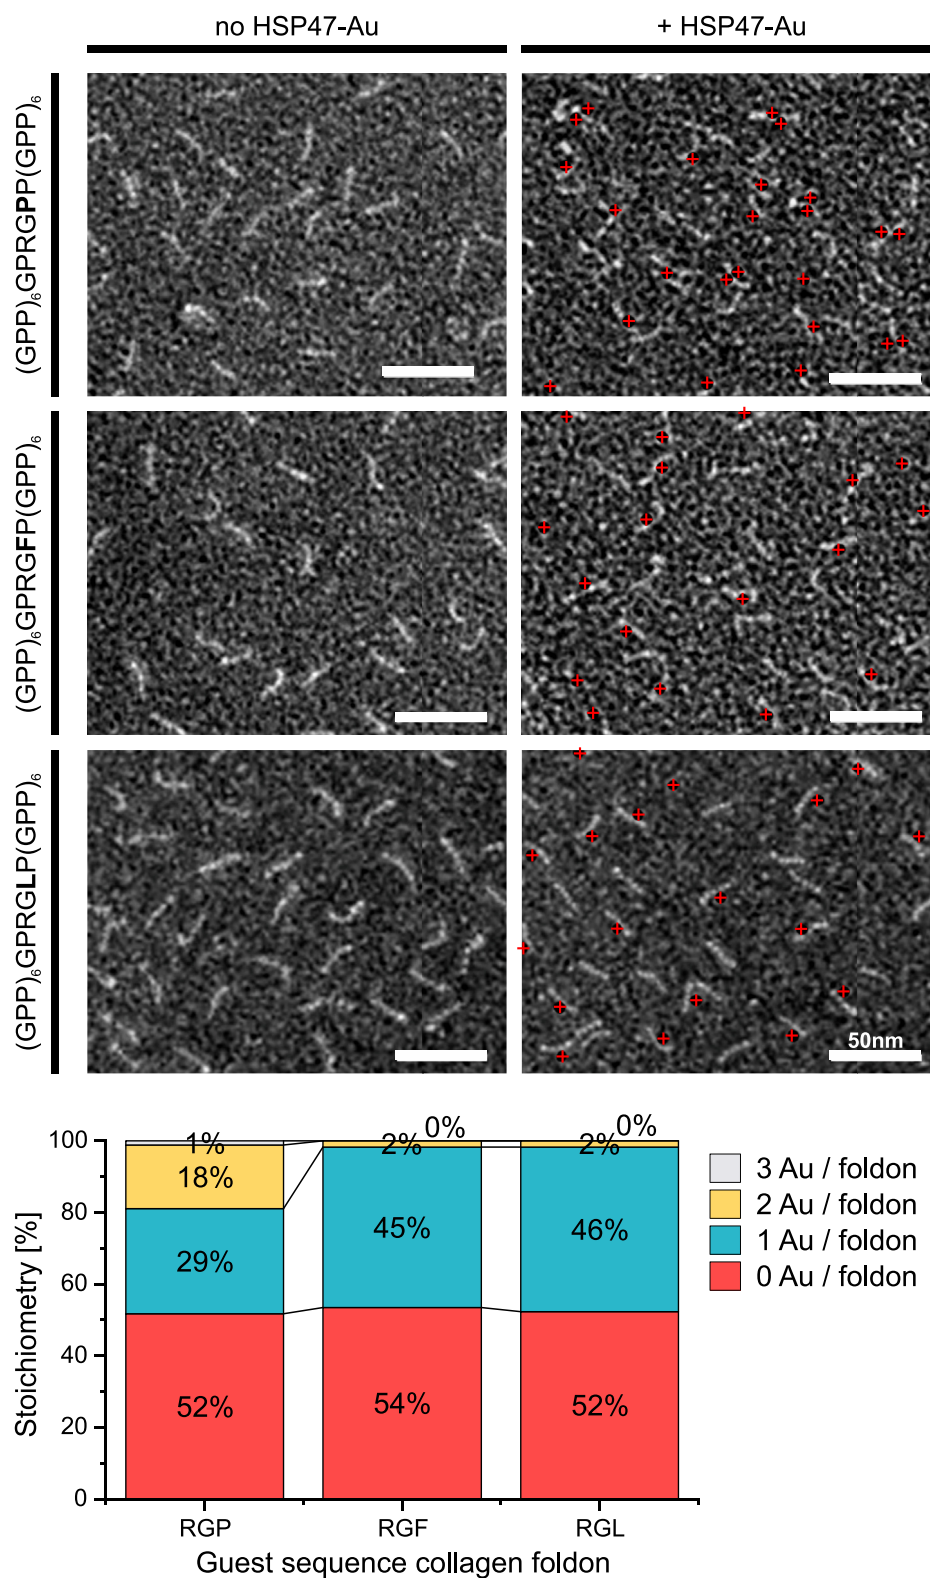 no HSP47-Au
+ HSP47-Au
(GPP)₆GPRGPP(GPP)₆
(GPP)₆GPRGFP(GPP)₆
(GPP)₆GPRGLP(GPP)₆
50nm
Stoichiometry [%]
100
80
60
40
20
0
1%
18%
29%
52%
0%
2%
45%
54%
0%
2%
46%
52%
3 Au / foldon
2 Au / foldon
1 Au / foldon
0 Au / foldon
RGP
RGF
RGL
Guest sequence collagen foldon